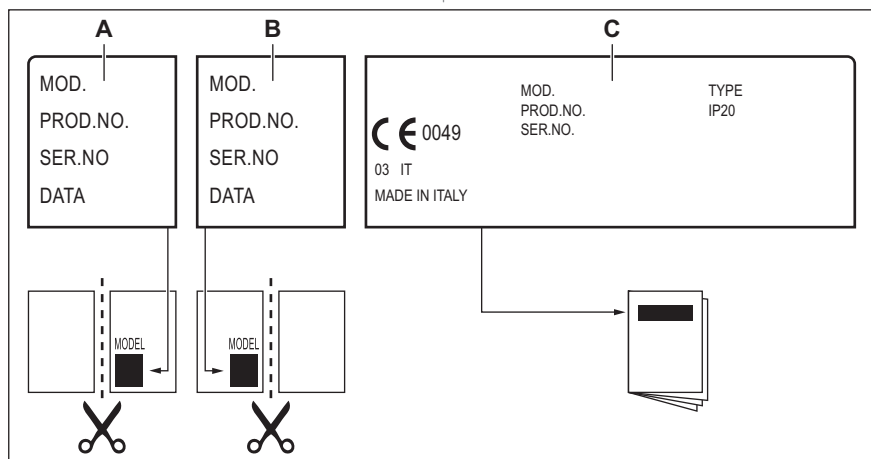 A
B
C
MOD.
PROD.NO.
SER.NO
DATA
MOD.
PROD.NO.
SER.NO
DATA
MOD.
PROD.NO.
SER.NO.
TYPE
IP20
CE 0049
03 IT
MADE IN ITALY
MODEL
MODEL